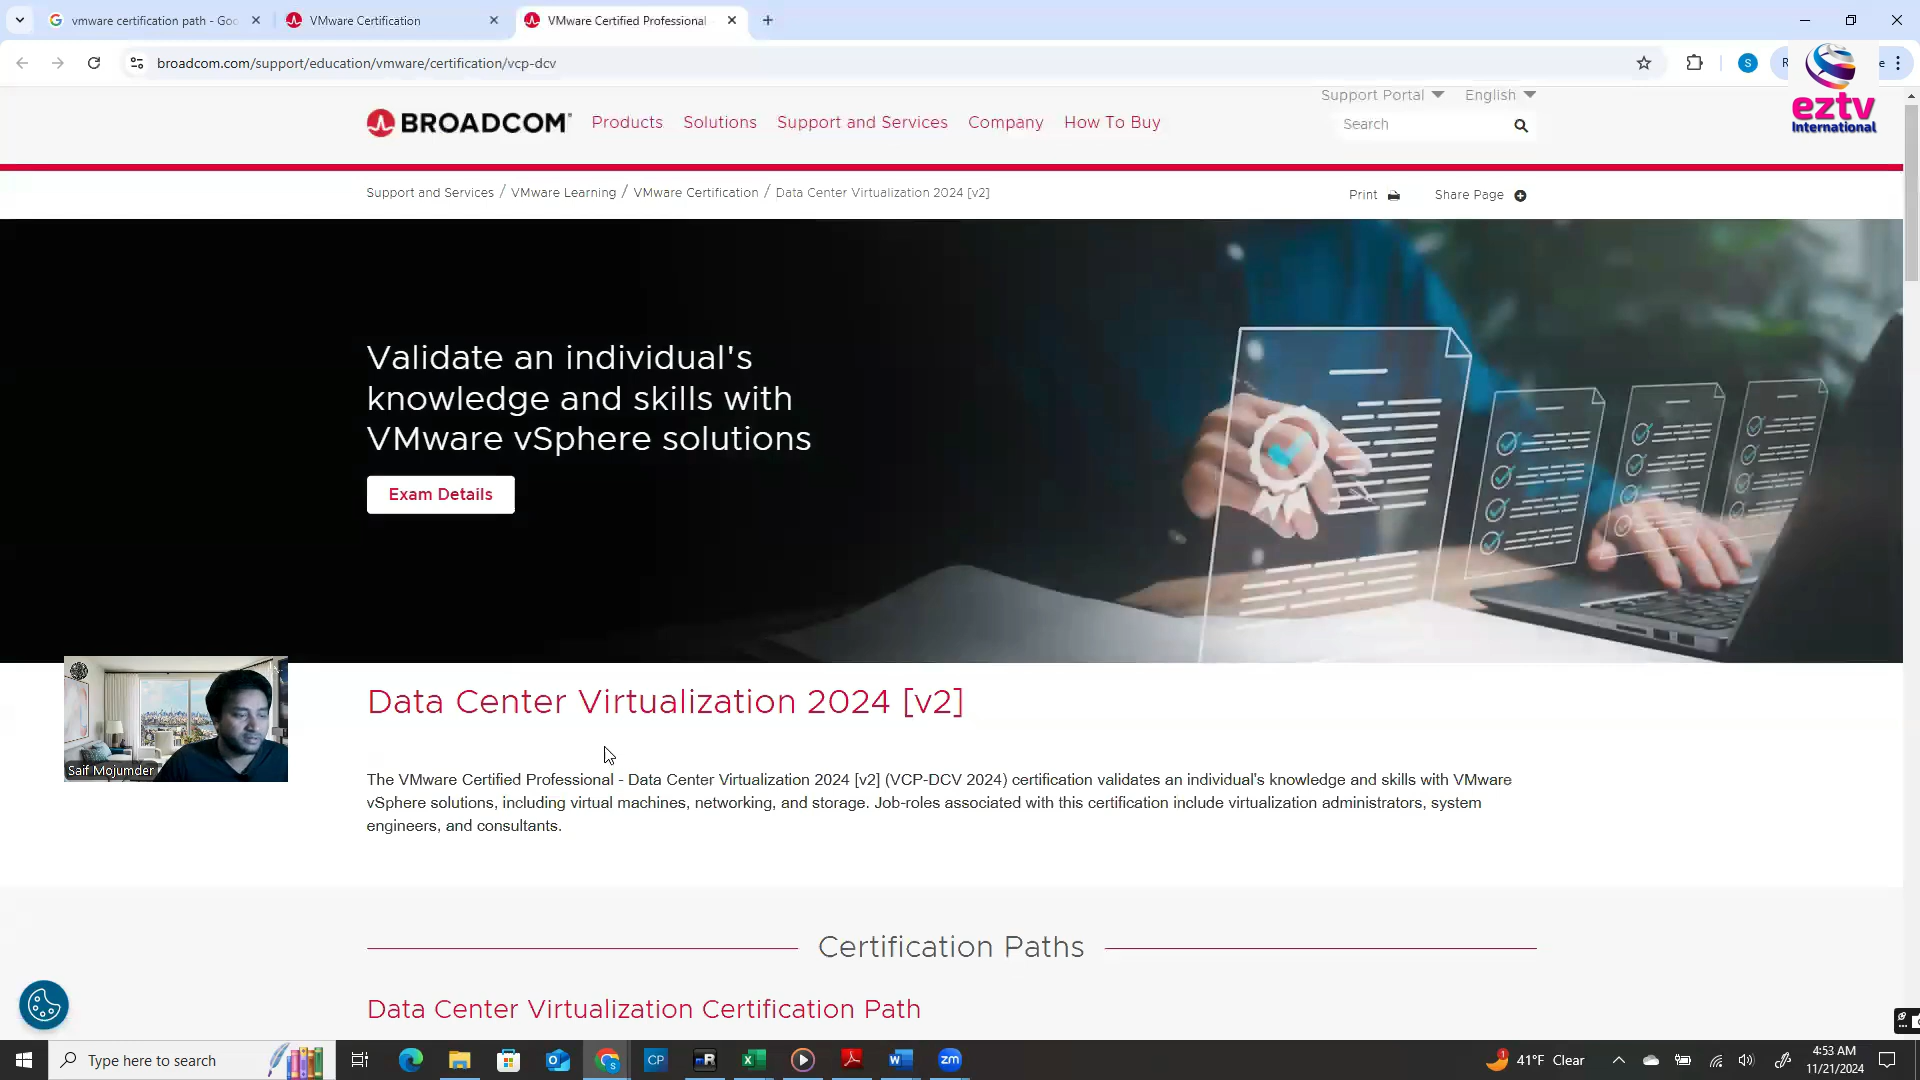 vmware certification path - Goo
VMware Certification
VMware Certified Professional -
broadcom.com/support/education/vmware/certification/vcp-dcv
S
eztv
International
BROADCOM
Products
Solutions
Support and Services
Company
How To Buy
Support Portal
English
Search
Support and Services / VMware Learning / VMware Certification / Data Center Virtualization 2024 [v2]
Print
Share Page
Validate an individual's
knowledge and skills with
VMware vSphere solutions
Exam Details
Saif Mojumder
Data Center Virtualization 2024 [v2]
The VMware Certified Professional - Data Center Virtualization 2024 [v2] (VCP-DCV 2024) certification validates an individual's knowledge and skills with VMware
vSphere solutions, including virtual machines, networking, and storage. Job-roles associated with this certification include virtualization administrators, system
engineers, and consultants.
Certification Paths
Data Center Virtualization Certification Path
Type here to search
CP
zm
41°F Clear
4:53 AM
11/21/2024